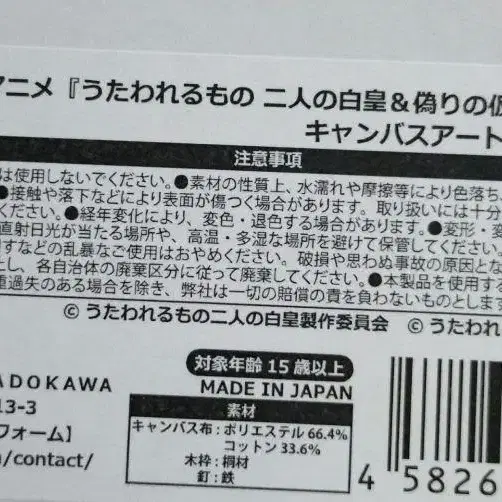 アニメ『うたわれるもの 二人の白皇＆偽りの仮
キャンバスアート
注意事項
は使用しないでください。●素材の性質上、水濡れや摩擦等により色落ち
●接触や落下などにより表面が傷つく場合があります。取り扱いには十分
ください。●経年変化により、変色・退色する場合があります。●変形・変
直射日光が当たる場所や、高温・多湿な場所を避けて保管してください。
すなどの乱暴なご使用はおやめください。破損や思わぬ事故の原因とな
とし、各自治体の廃棄区分に従って廃棄してください。●本製品を使用
重過失のある場合を除き、弊社は一切の賠償の責を負わないものとしま
© うたわれるもの二人の白皇製作委員会 © うたわれ
対象年齢 15 歳以上
ADOKAWA
MADE IN JAPAN
13-3
素材
フォーム】
キャンバス布：ポリエステル 66.4%
コットン 33.6%
/contact/
木枠：桐材
釘：鉄
4 5826